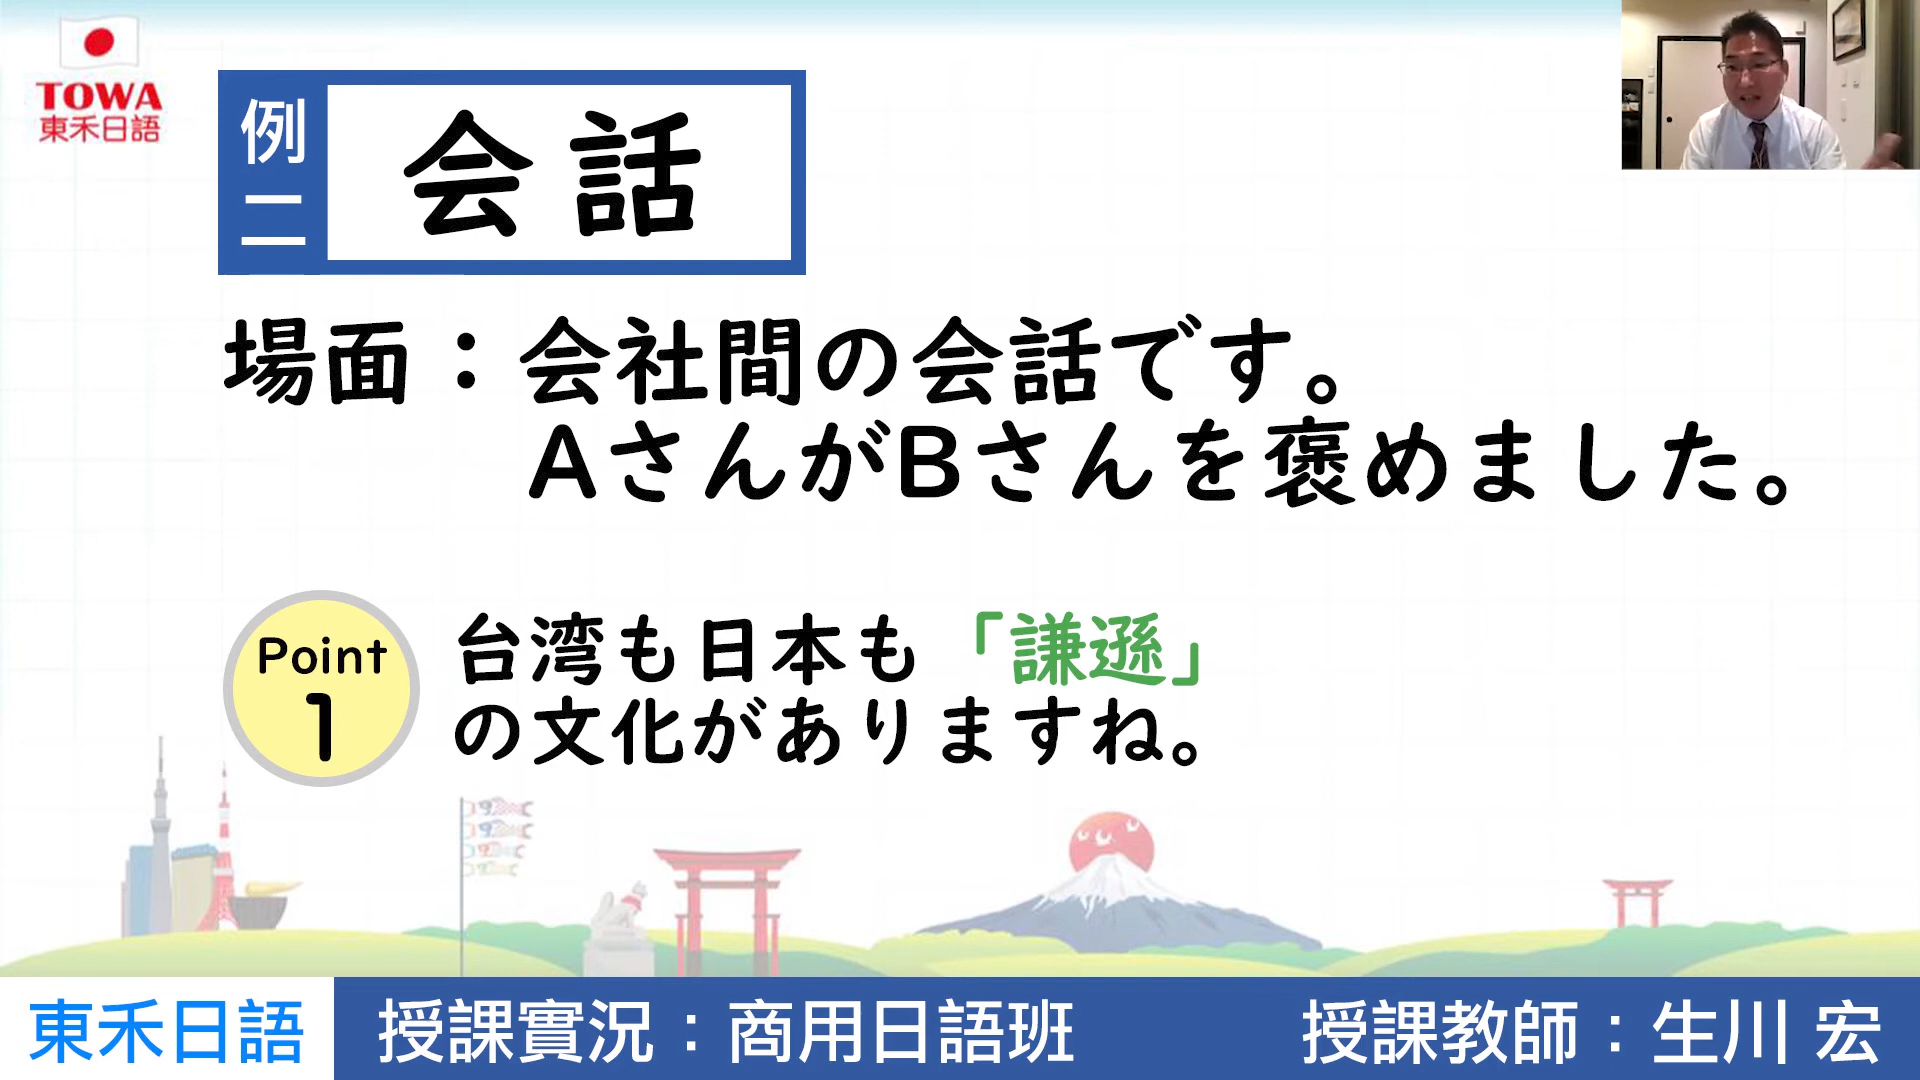 TOWA
東禾日語
例二
会話
場面：会社間の会話です。
AさんがBさんを褒めました。
Point
1
台湾も日本も「謙遜」
の文化がありますね。
東禾日語
授課實況：商用日語班
授課教師：生川 宏